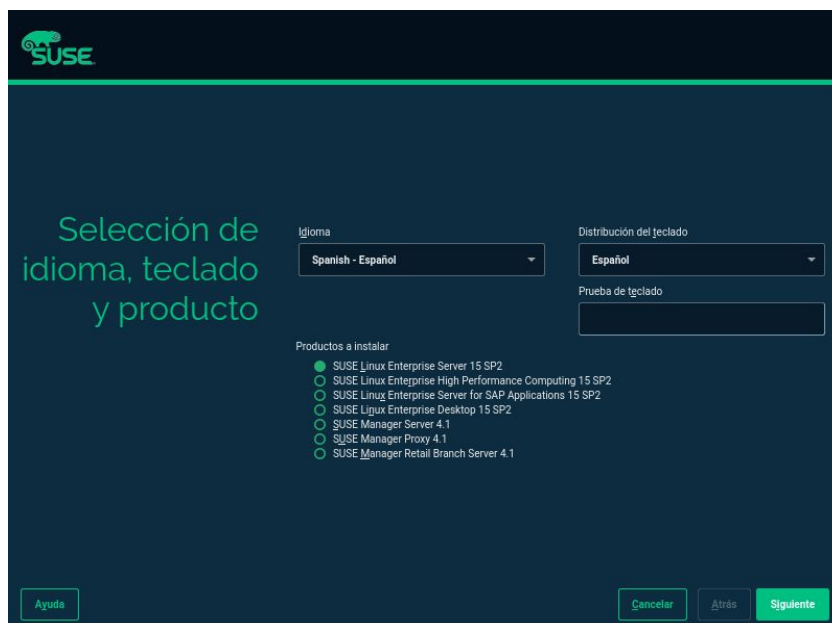 SUSE
Selección de
idioma, teclado
y producto
Idioma
Spanish - Español
Distribución del teclado
Español
Prueba de teclado
Productos a instalar
SUSE Linux Enterprise Server 15 SP2
SUSE Linux Enterprise High Performance Computing 15 SP2
SUSE Linux Enterprise Server for SAP Applications 15 SP2
SUSE Linux Enterprise Desktop 15 SP2
SUSE Manager Server 4.1
SUSE Manager Proxy 4.1
SUSE Manager Retail Branch Server 4.1
Ayuda
Cancelar
Atrás
Siguiente